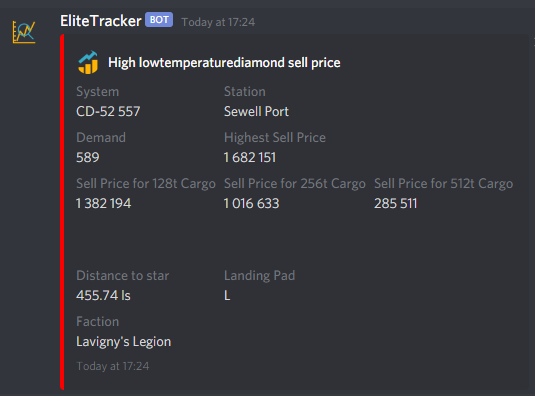 EliteTracker BOT Today at 17:24
High lowtemperaturediamond sell price
System Station
CD-52 557 Sewell Port
Demand Highest Sell Price
589 1 682 151
Sell Price for 128t Cargo Sell Price for 256t Cargo Sell Price for 512t Cargo
1 382 194 1 016 633 285 511
Distance to star Landing Pad
455.74 ls L
Faction
Lavigny's Legion
Today at 17:24